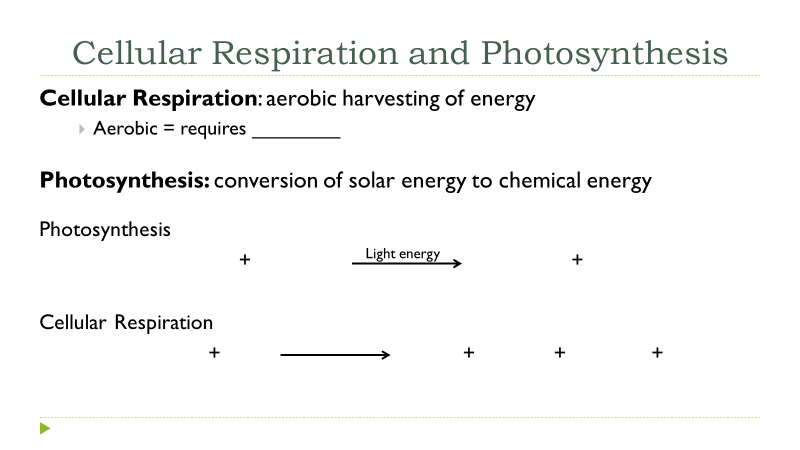 Cellular Respiration and Photosynthesis
Cellular Respiration: aerobic harvesting of energy
Aerobic = requires _________
Photosynthesis: conversion of solar energy to chemical energy
Photosynthesis
Light energy
+ +
Cellular Respiration
+ + + +